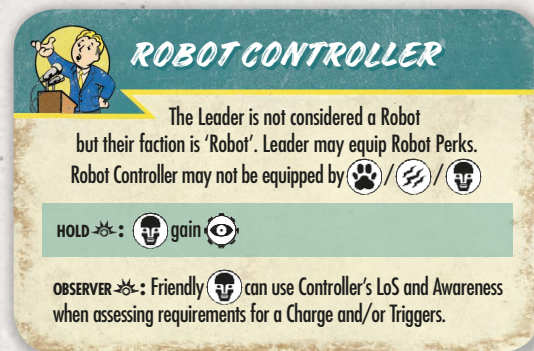 ROBOT CONTROLLER
The Leader is not considered a Robot
but their faction is 'Robot'. Leader may equip Robot Perks.
Robot Controller may not be equipped by / /
HOLD : gain
OBSERVER : Friendly can use Controller's LoS and Awareness
when assessing requirements for a Charge and/or Triggers.